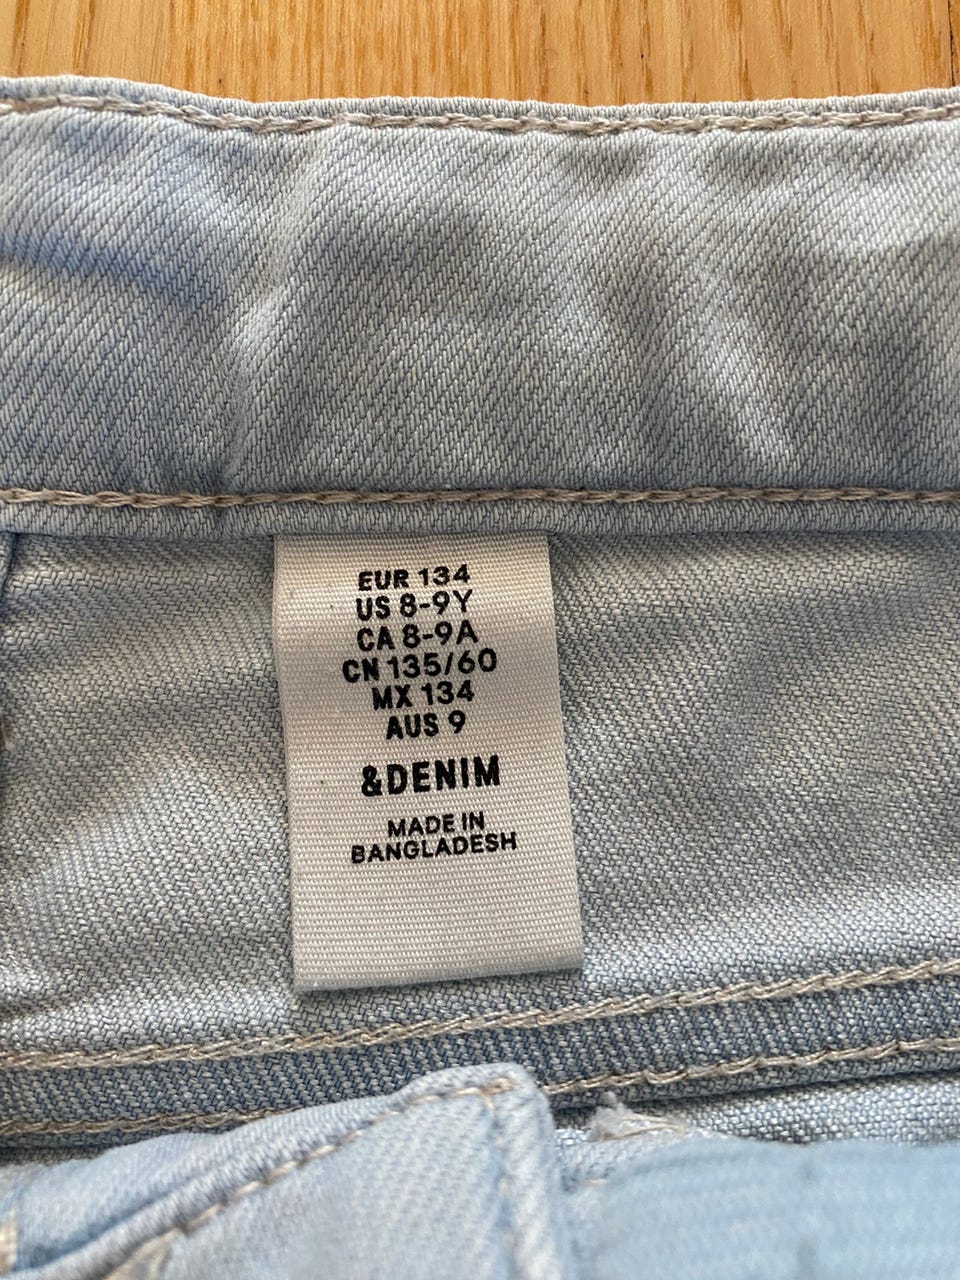 EUR 134
US 8-9Y
CA 8-9A
CN 135/60
MX 134
AUS 9
&DENIM
MADE IN
BANGLADESH